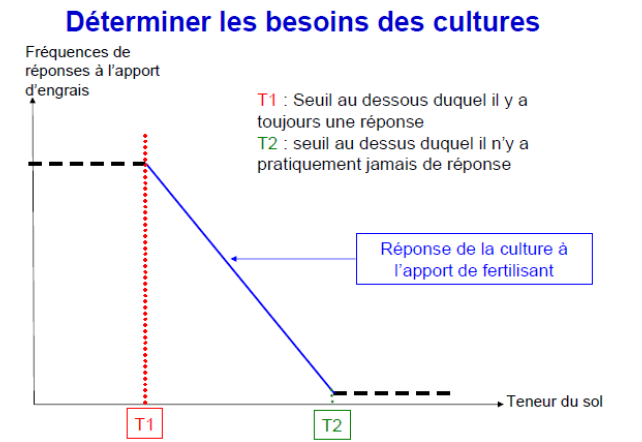 Déterminer les besoins des cultures
Fréquences de
réponses à l'apport
d'engrais
T1 : Seuil au dessous duquel il y a
toujours une réponse
T2 : seuil au dessus duquel il n'y a
pratiquement jamais de réponse
Réponse de la culture à
l'apport de fertilisant
Teneur du sol
T1
T2